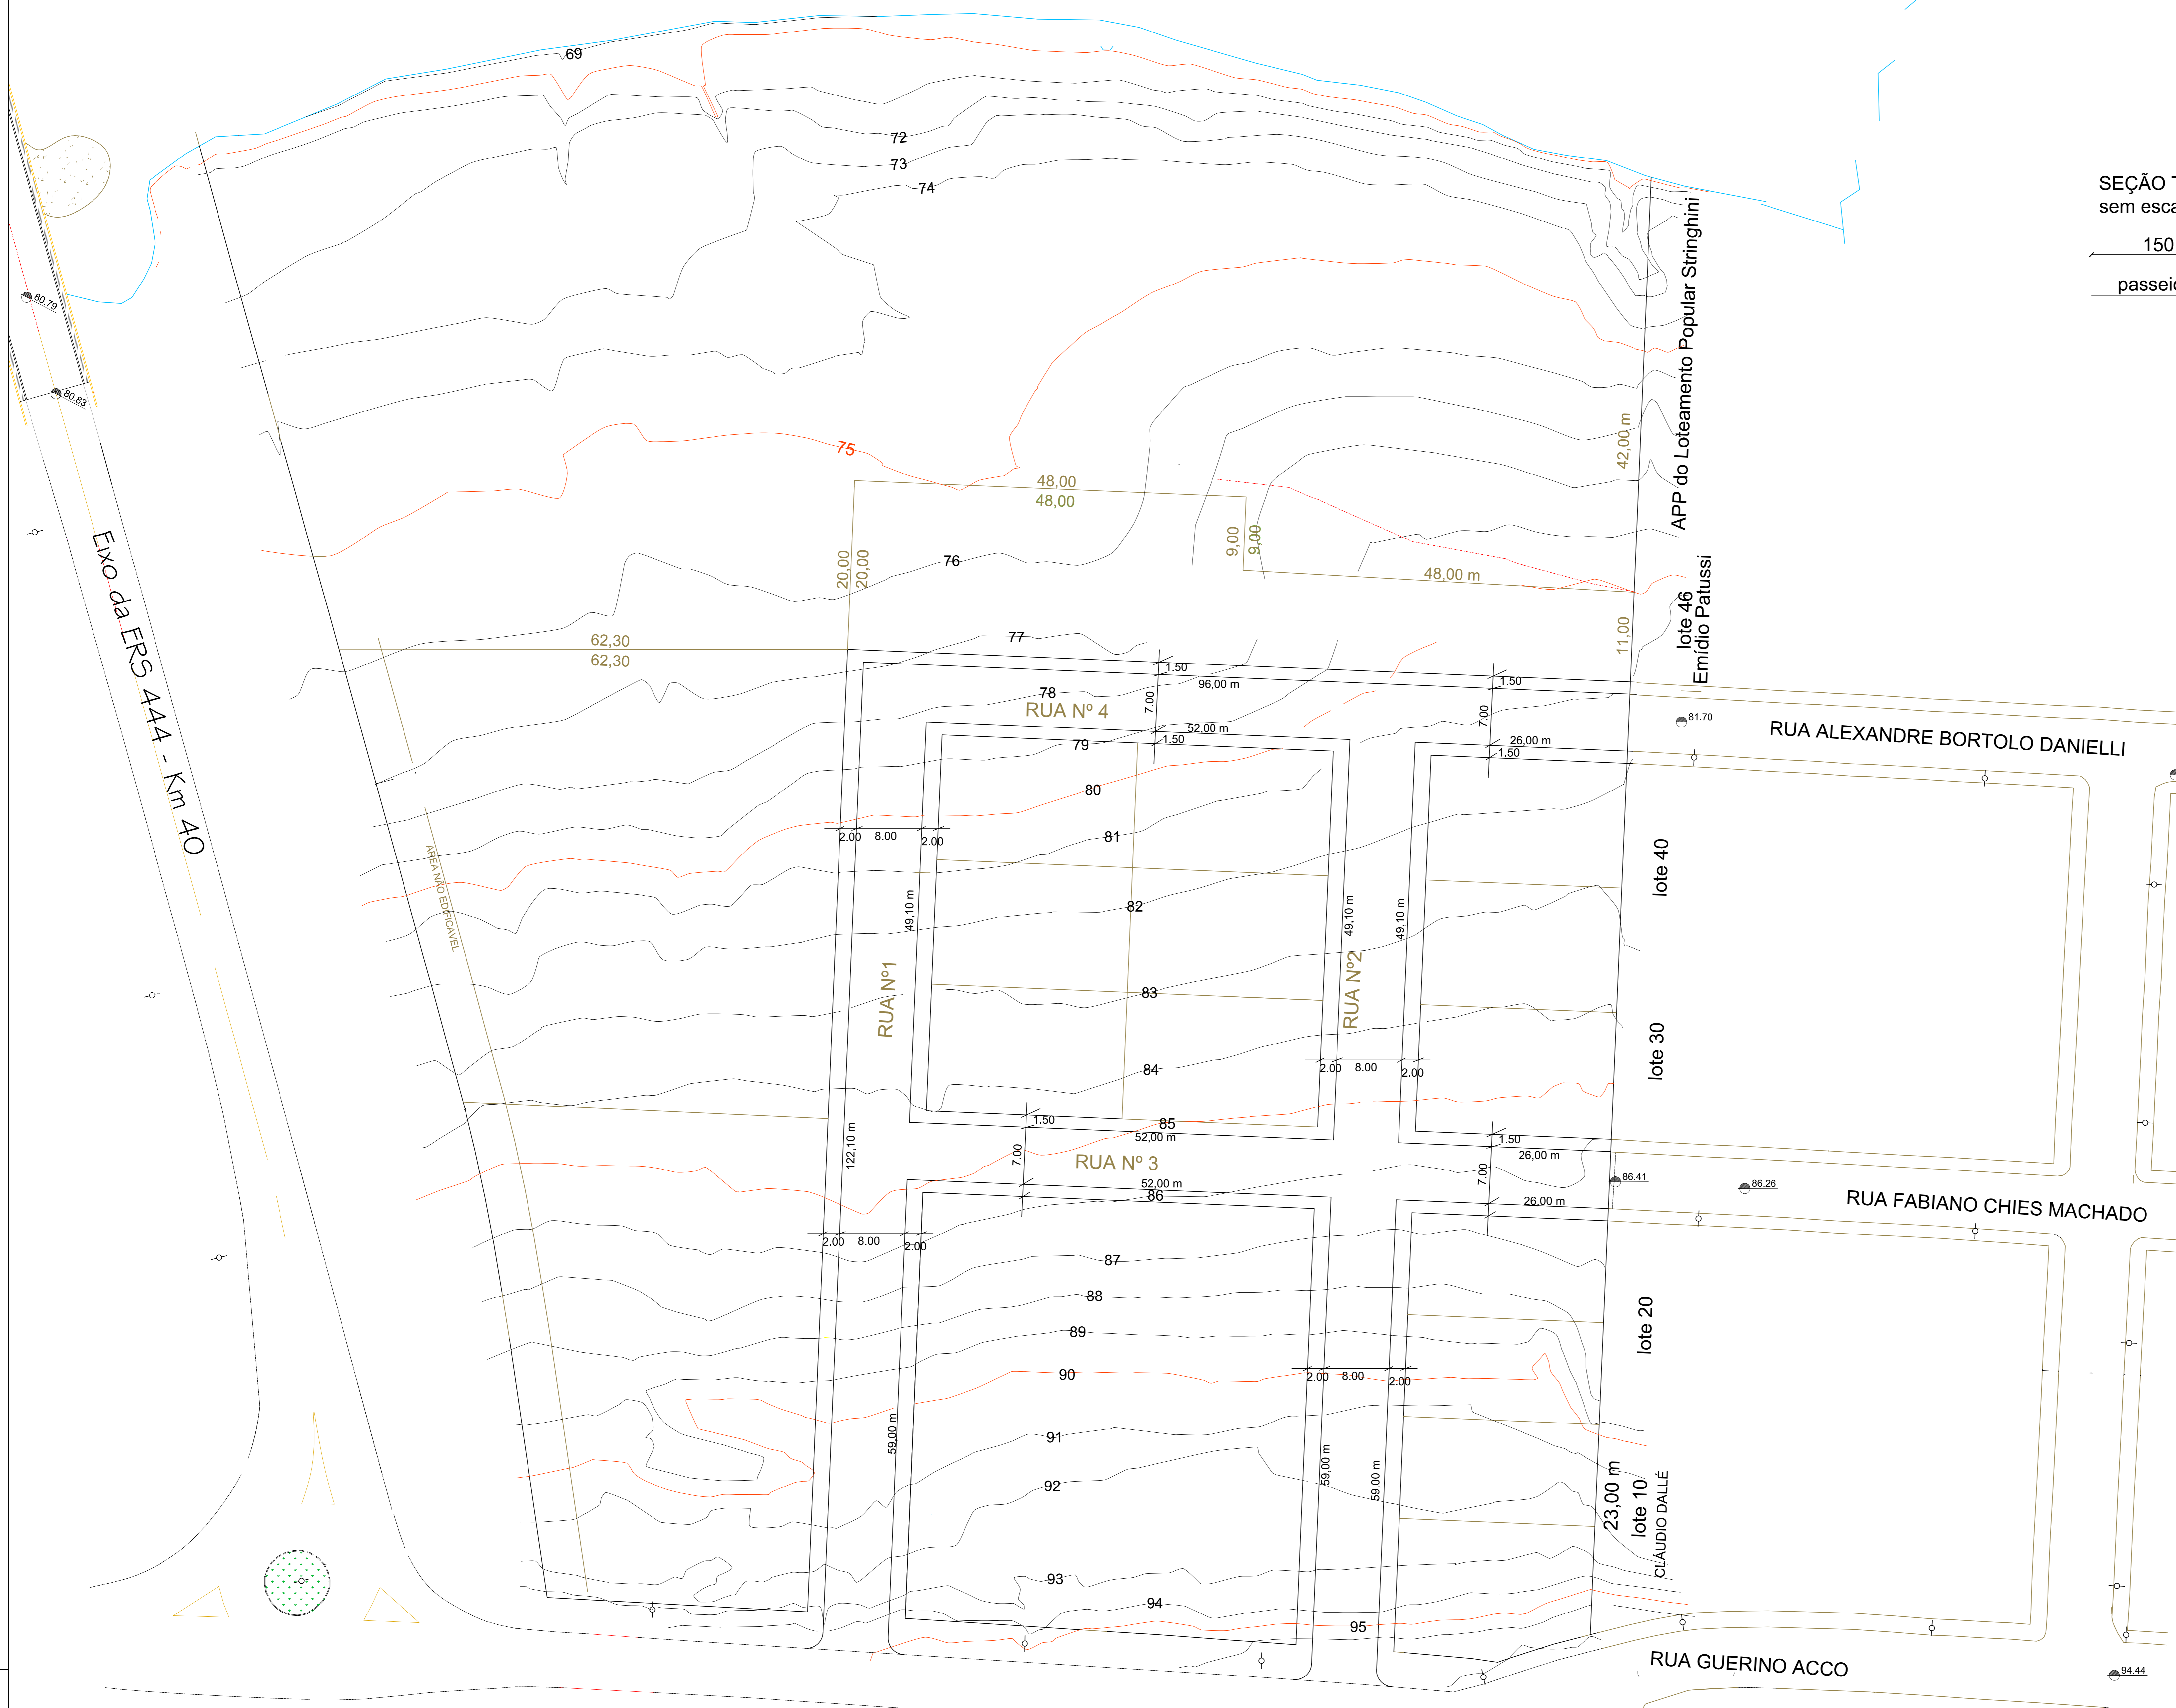 69
72
73
74
SEÇÃO
sem
150
80.79
80.83
APP do Loteamento Popular Stringhini
42,00 m
75
48,00
48,00
9,00
9,00
Eixo da ERS 444 - Km 40
76
20,00
20,00
48,00 m
lote 46
Emídio Patussi
11,00
77
62,30
62,30
1.50
96,00 m
1.50
78
7.00
7.00
RUA Nº 4
81.70
RUA ALEXANDRE BORTOLO DANIELLI
52,00 m
26,00 m
79
1.50
1.50
80
81
2.00
8.00
2.00
lote 40
AREA NÃO EDIFICAVEL
82
49,10 m
49,10 m
49,10 m
RUA Nº1
83
RUA Nº2
lote 30
84
2.00
8.00
2.00
1.50
85
52,00 m
122,10 m
7.00
RUA Nº 3
1.50
26,00 m
7.00
52,00 m
86
86.41
86.26
26,00 m
RUA FABIANO CHIES MACHADO
2.00
8.00
2.00
87
88
89
lote 20
90
2.00
8.00
2.00
91
59,00 m
59,00 m
59,00 m
92
23,00 m
lote 10
CLÁUDIO DALLÉ
93
94
95
RUA GUERINO ACCO
94.44